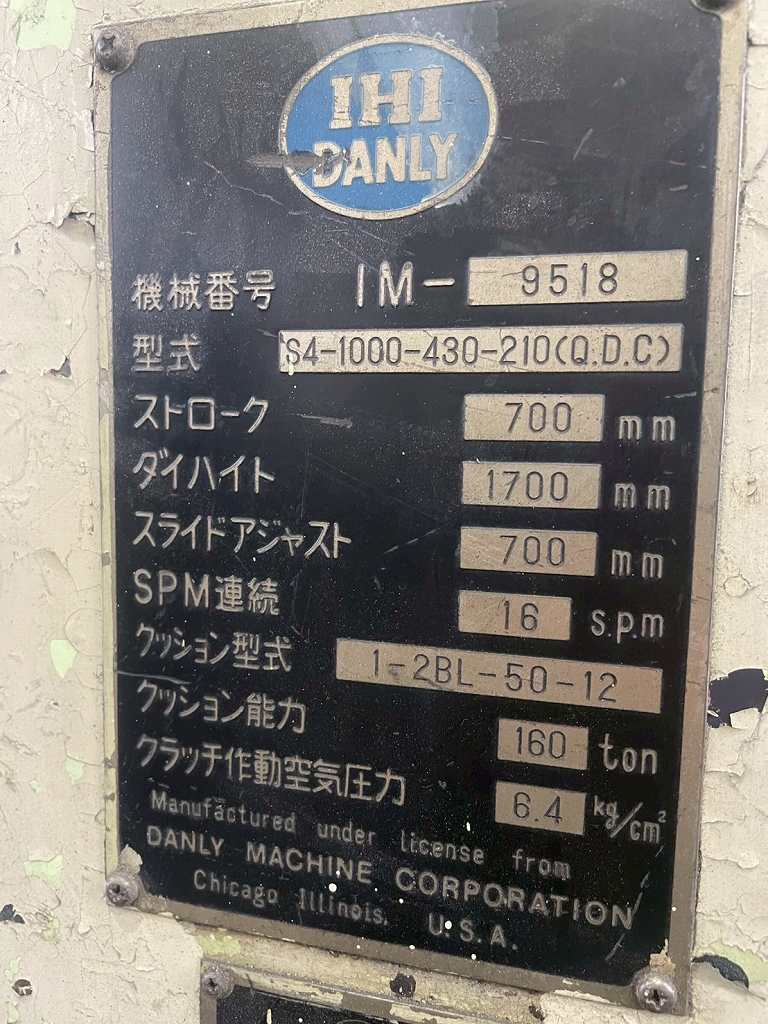 IHI
DANLY
機械番号 IM- 9518
型式 S4-1000-430-210(Q.D.C)
ストローク 700 mm
ダイハイト 1700 mm
スライドアジャスト 700 mm
SPM連続 16 s.p.m
クッション型式 1-2BL-50-12
クッション能力 160 ton
クラッチ作動空気圧力 6.4 kg/cm²
Manufactured under license from
DANLY MACHINE CORPORATION
Chicago Illinois, U.S.A.